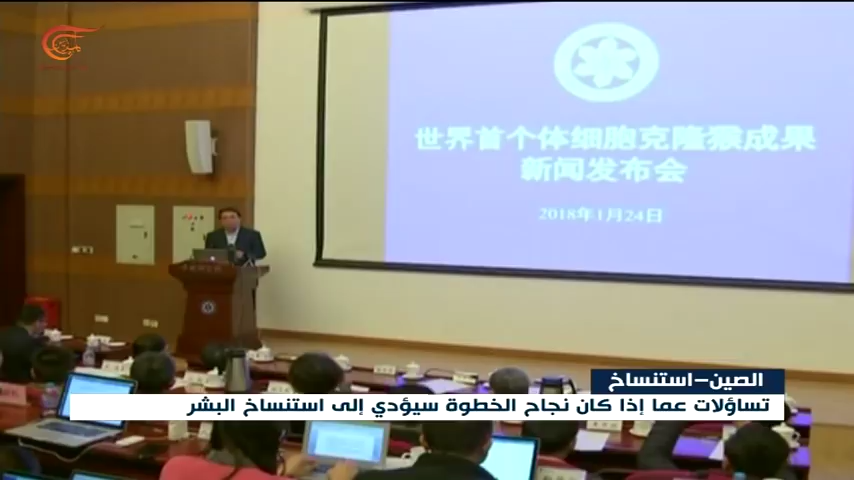 世界首个体细胞克隆猴成果
新闻发布会
2018年1月24日
الصين-استنساخ
تساؤلات عما إذا كان نجاح الخطوة سيؤدي إلى استنساخ البشر